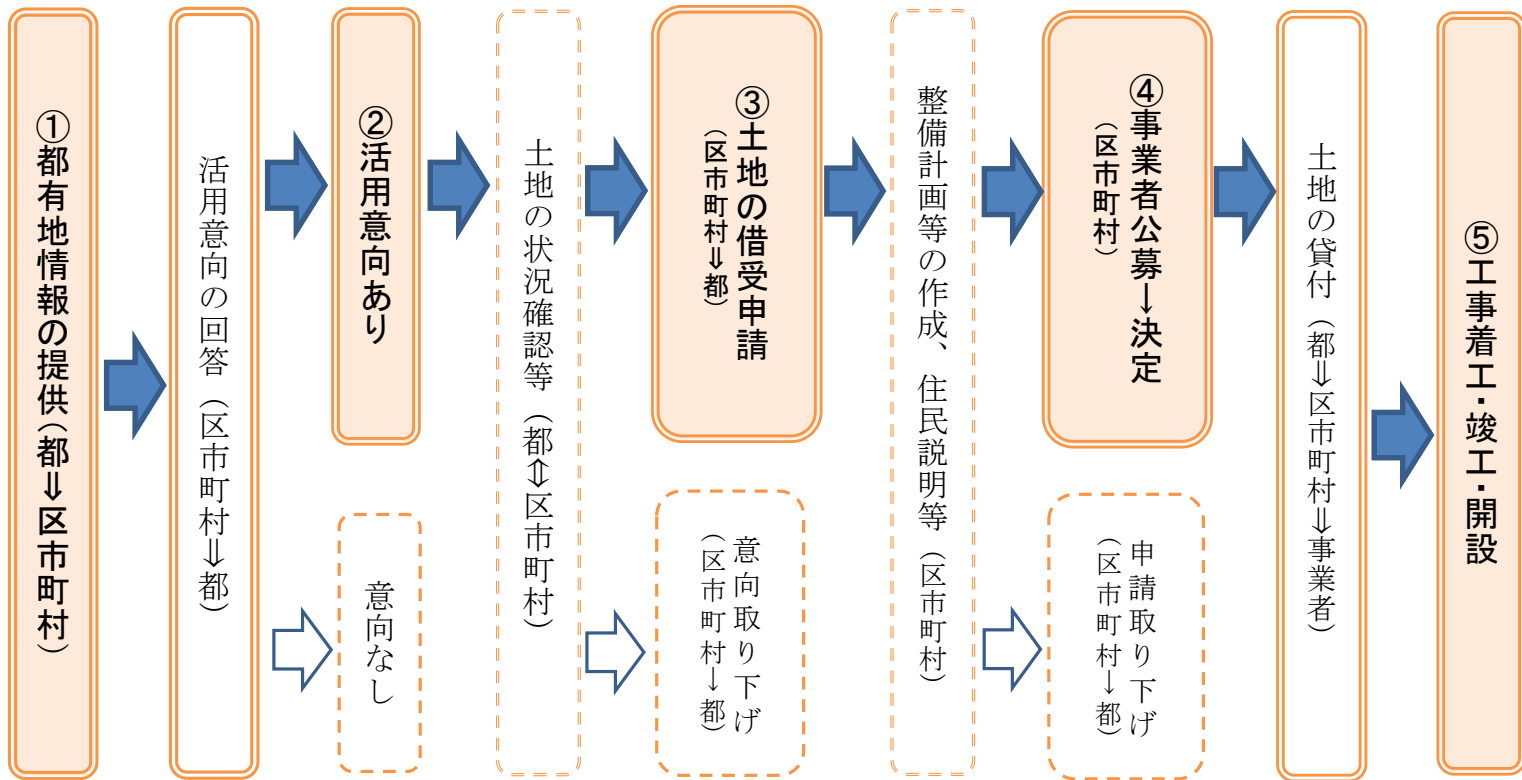 ①都有地情報の提供（都⇒区市町村）
活用意向の回答（区市町村⇒都）
②活用意向あり
意向なし
土地の状況確認等（都⇔区市町村）
③土地の借受申請
（区市町村⇒都）
意向取り下げ
（区市町村→都）
整備計画等の作成、住民説明等（区市町村）
④事業者公募→決定
（区市町村）
申請取り下げ
（区市町村→都）
土地の貸付（都⇒区市町村⇒事業者）
⑤工事着工・竣工・開設